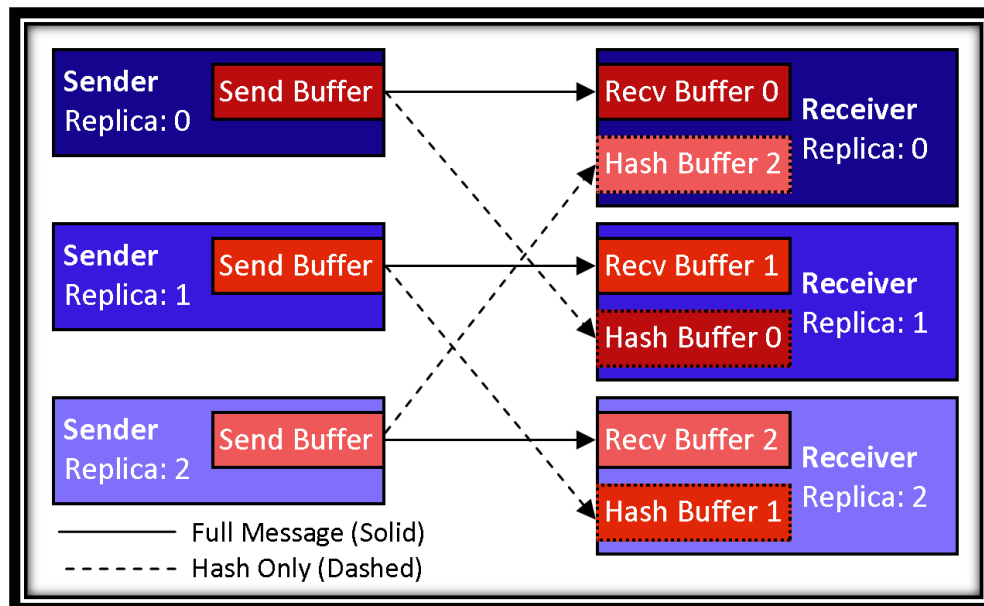 Sender
Replica: 0
Send Buffer
Recv Buffer 0
Hash Buffer 2
Receiver
Replica: 0
Sender
Replica: 1
Send Buffer
Recv Buffer 1
Hash Buffer 0
Receiver
Replica: 1
Sender
Replica: 2
Send Buffer
Recv Buffer 2
Hash Buffer 1
Receiver
Replica: 2
Full Message (Solid)
Hash Only (Dashed)